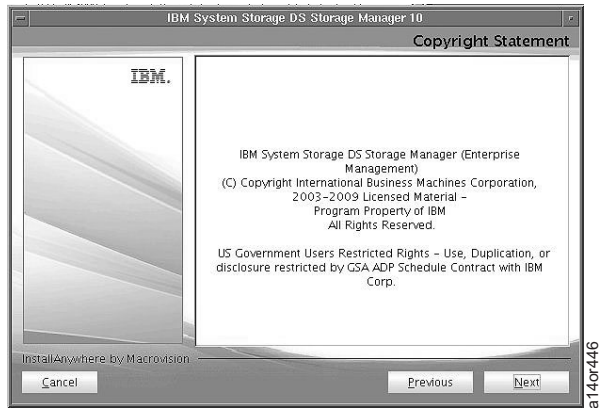 IBM System Storage DS Storage Manager 10
Copyright Statement
IBM.
IBM System Storage DS Storage Manager (Enterprise
Management)
(C) Copyright International Business Machines Corporation,
2003-2009 Licensed Material -
Program Property of IBM
All Rights Reserved.
US Government Users Restricted Rights - Use, Duplication, or
disclosure restricted by GSA ADP Schedule Contract with IBM
Corp.
InstallAnywhere by Macrovision
Cancel
Previous
Next
a14or446